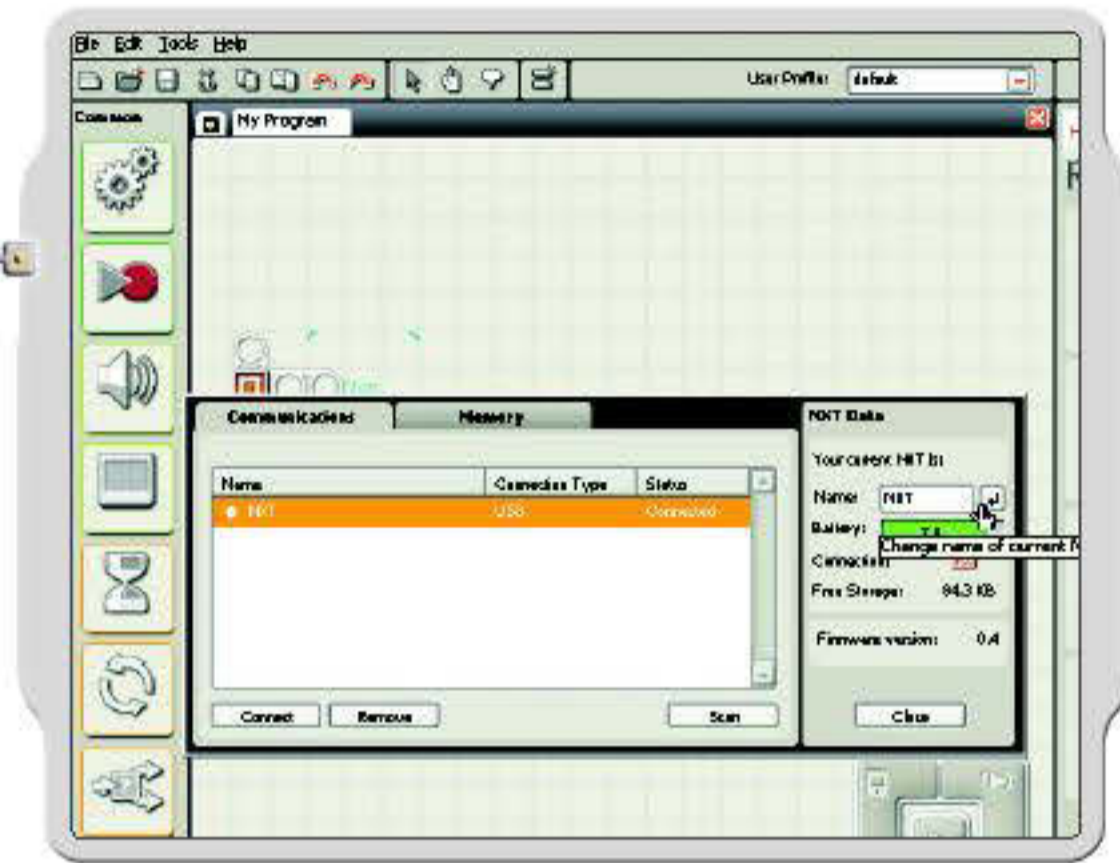 File Edit Tools Help
User Profile: default
Common
My Program
Communications
Memory
NXT Data
Your current NXT is:
Name Connection Type Status
NXT USB Connected
Name: NXT
Battery:
Change name of current
Connection:
Free Storage: 94.3 KB
Firmware version: 0.4
Connect Remove Scan Close